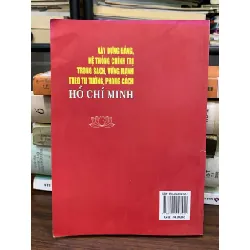 XÂY DỰNG ĐẢNG,
HỆ THỐNG CHÍNH TRỊ
TRONG SẠCH, VỮNG MẠNH
THEO TƯ TƯỞNG, PHONG CÁCH
HỒ CHÍ MINH